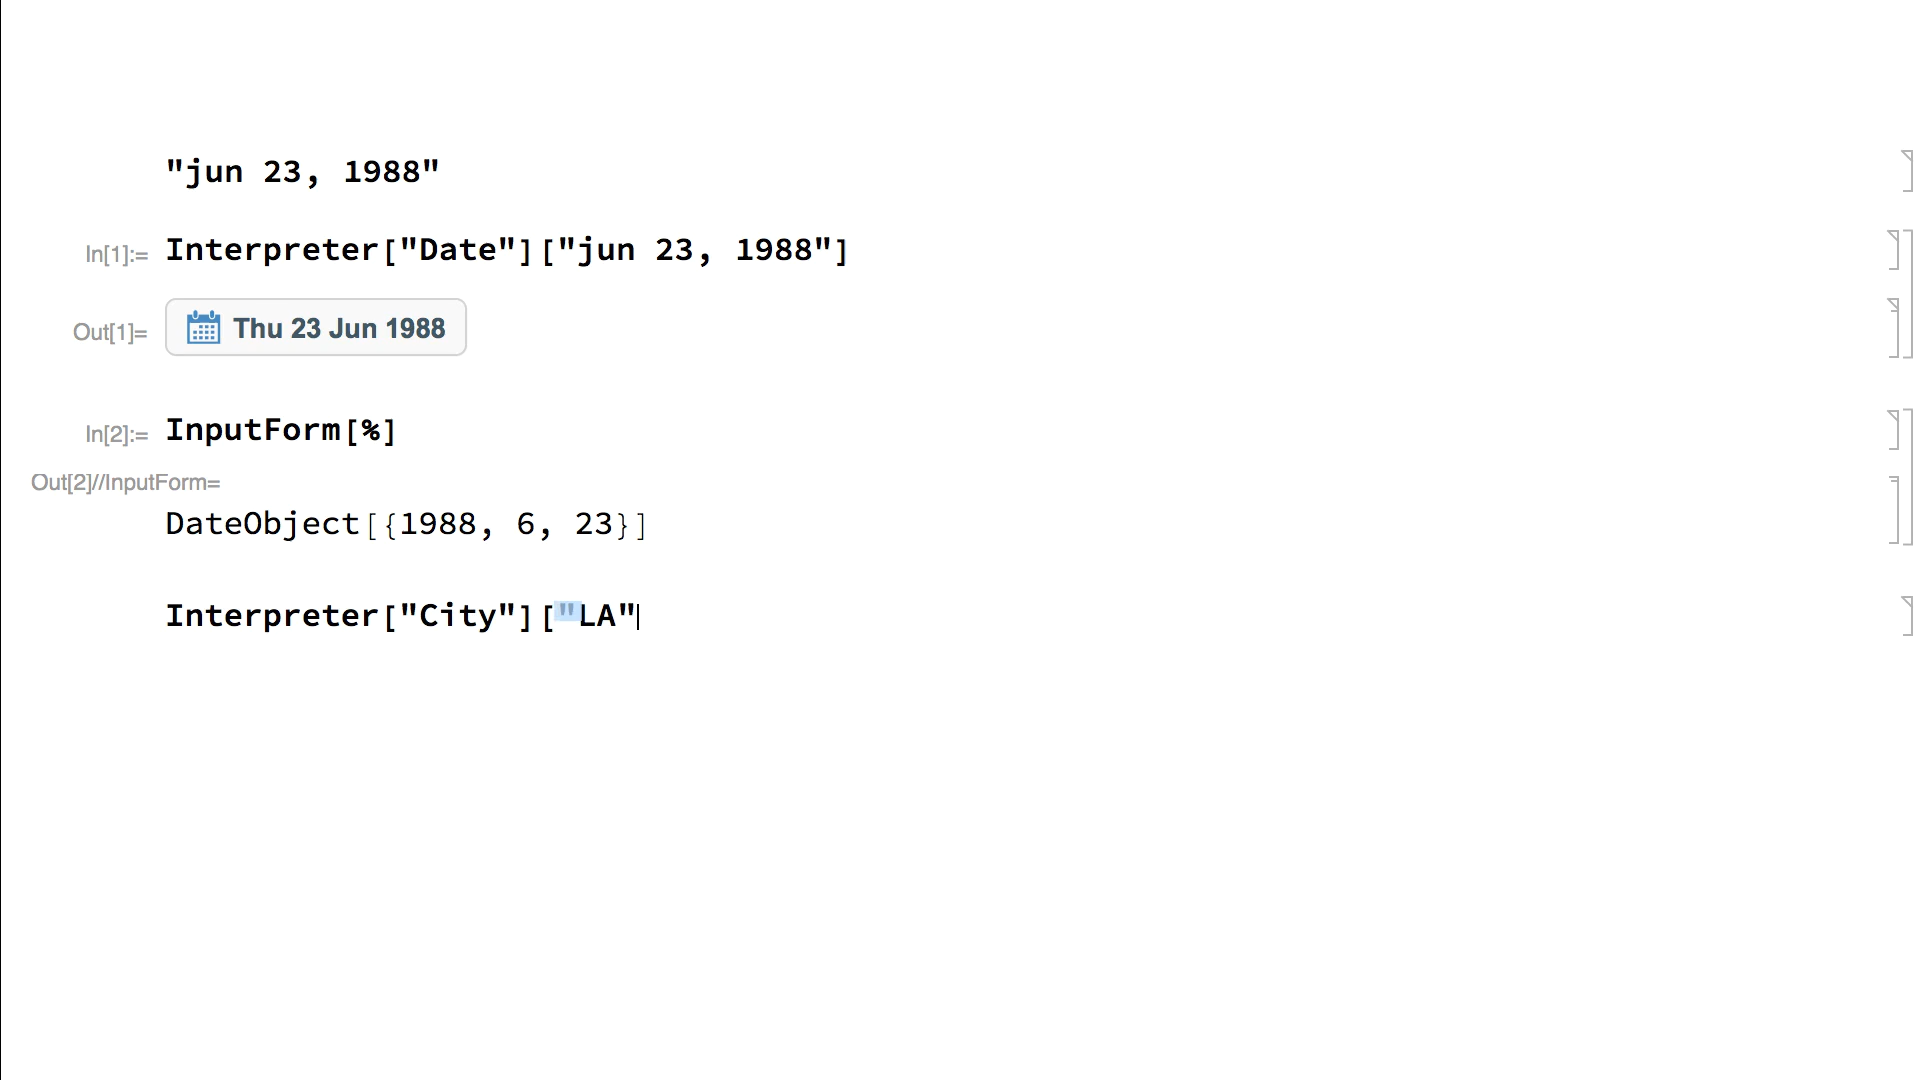 "jun 23, 1988"
In[1]:= Interpreter["Date"]["jun 23, 1988"]
Out[1]= Thu 23 Jun 1988
In[2]:= InputForm[%]
Out[2]//InputForm=
DateObject[{1988, 6, 23}]
Interpreter["City"]["LA"